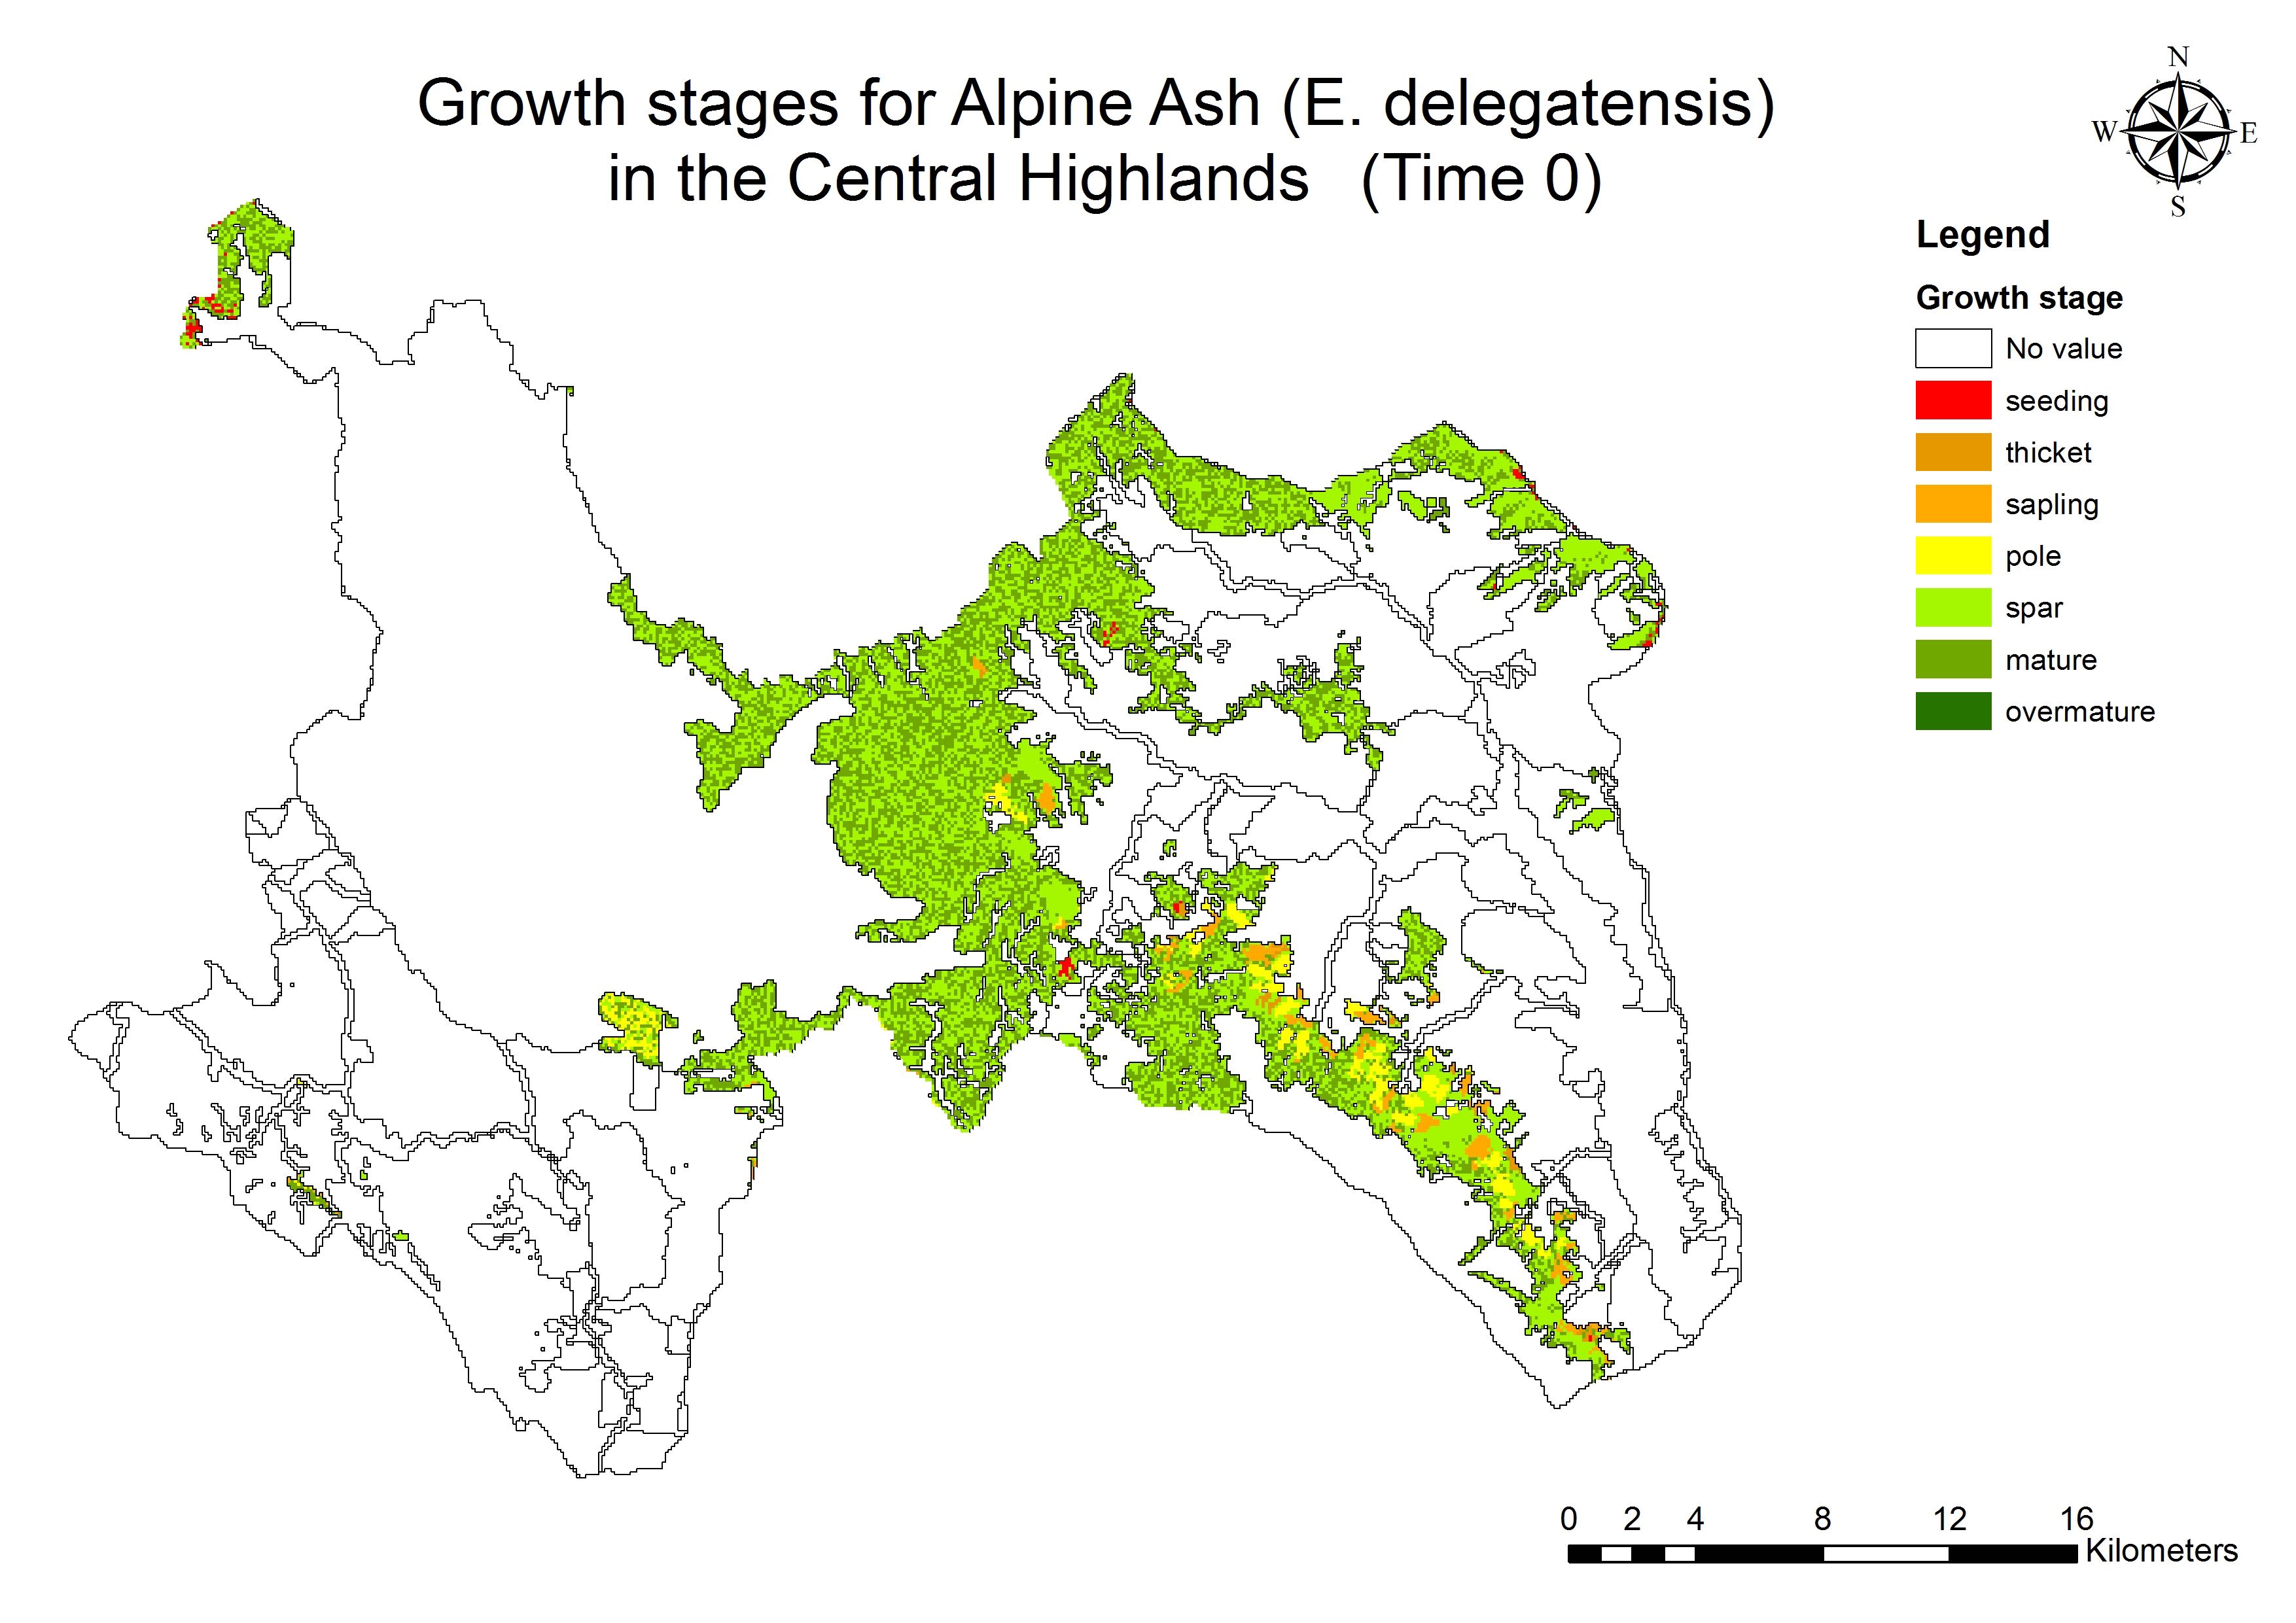 Growth stages for Alpine Ash (E. delegatensis)
in the Central Highlands (Time 0)
N
W E
S
Legend
Growth stage
No value
seeding
thicket
sapling
pole
spar
mature
overmature
0 2 4 8 12 16
Kilometers